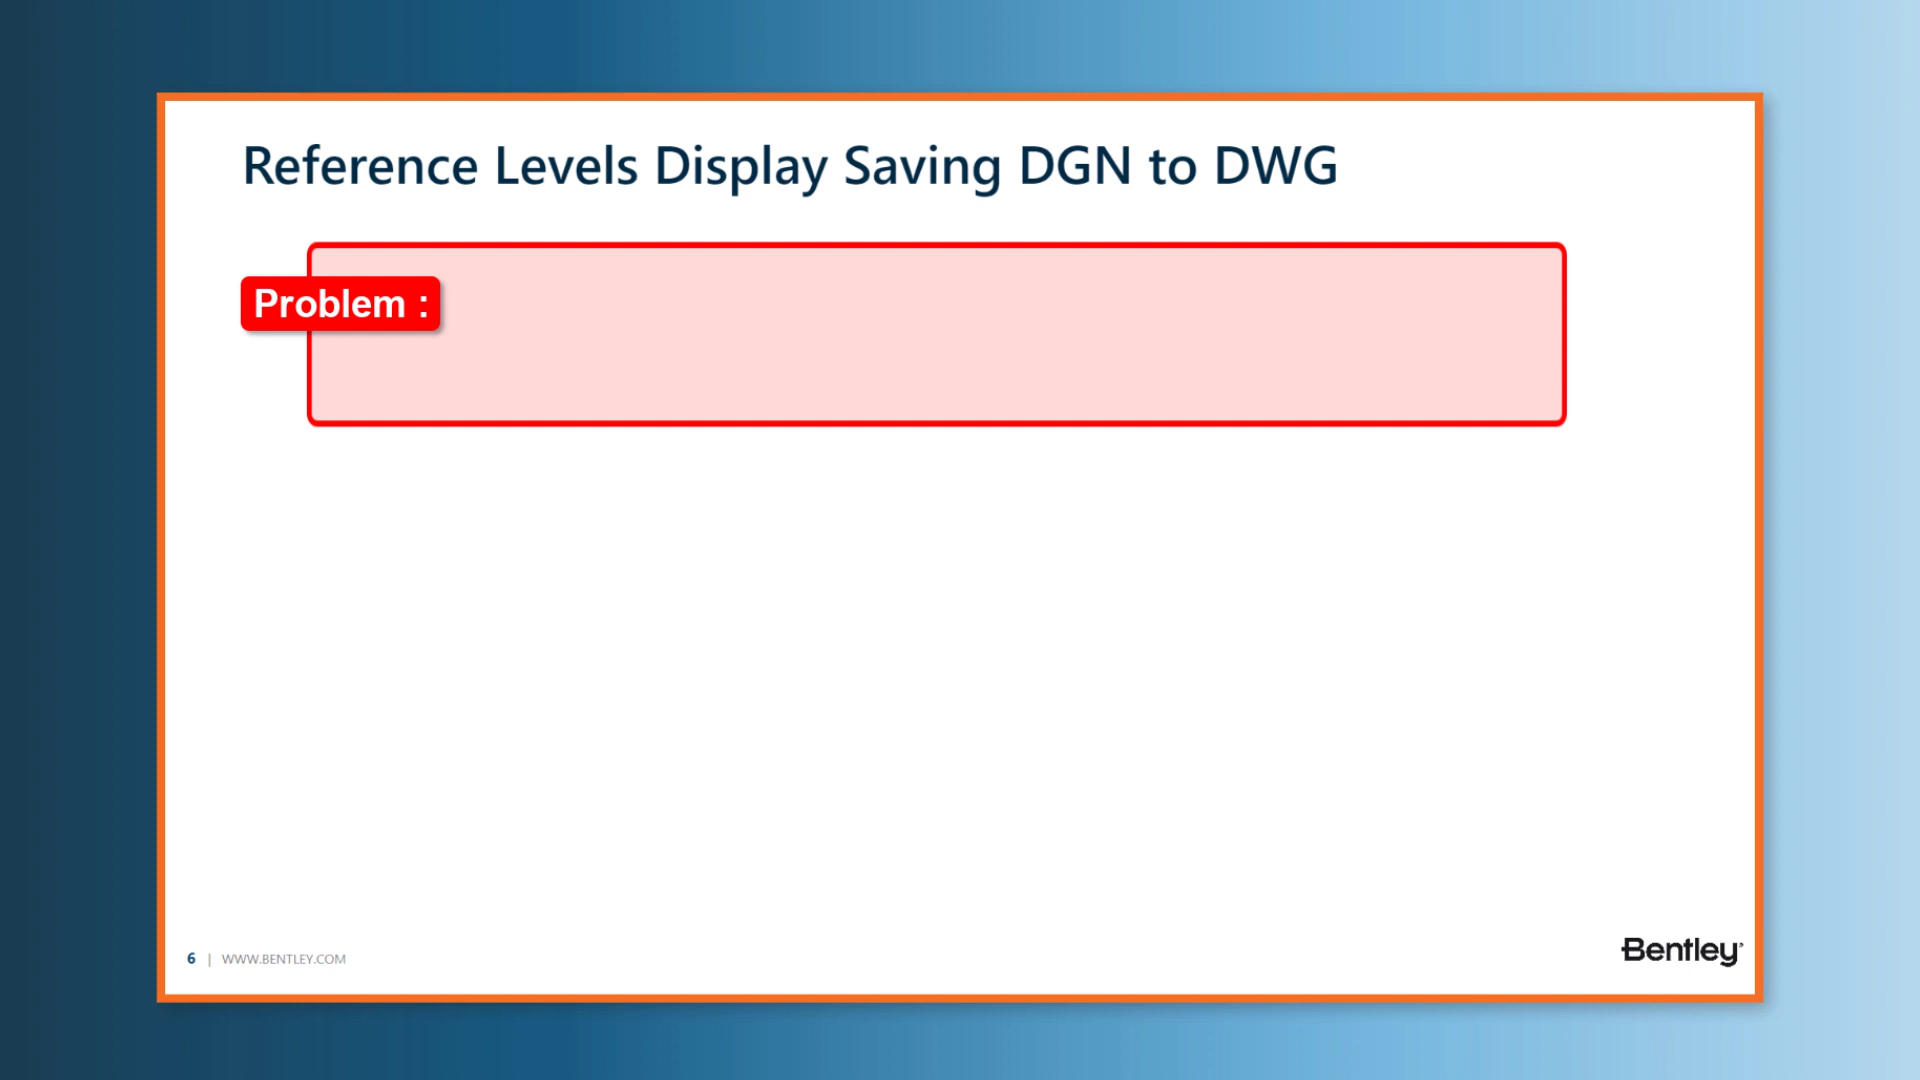 Reference Levels Display Saving DGN to DWG
Problem :
6 | WWW.BENTLEY.COM
Bentley